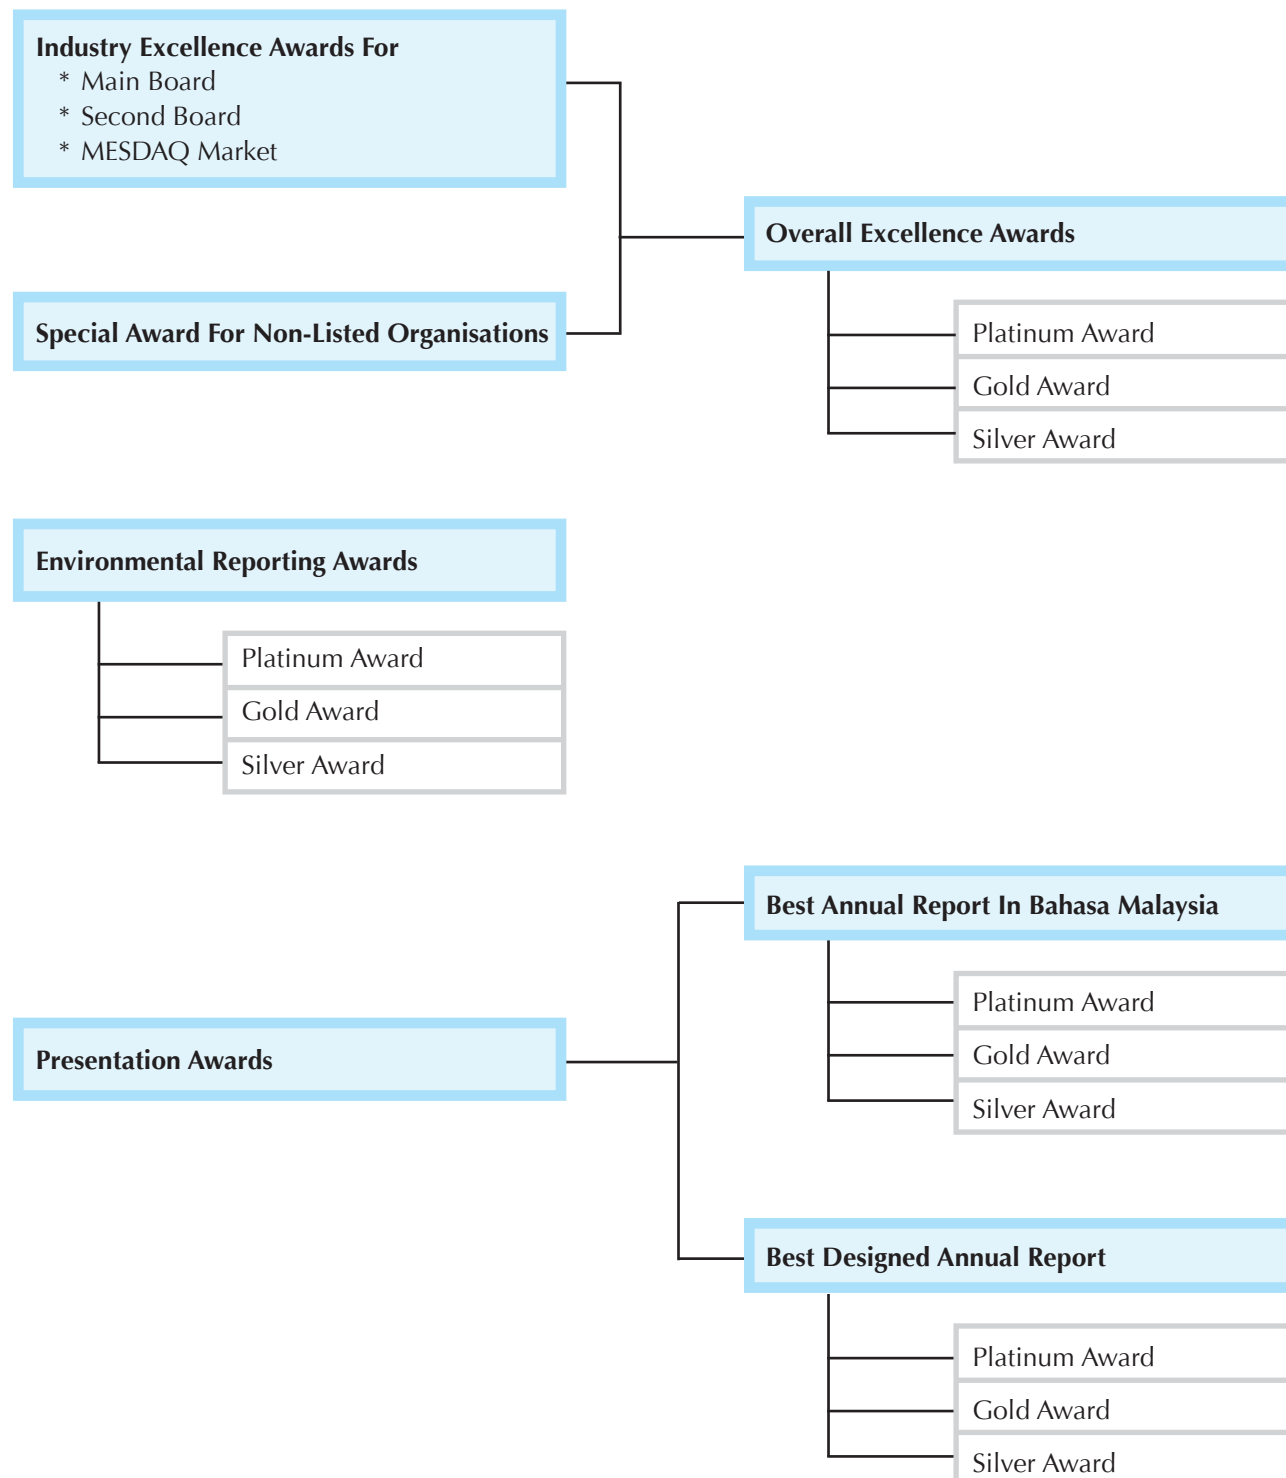 Industry Excellence Awards For
* Main Board
* Second Board
* MESDAQ Market
Special Award For Non-Listed Organisations
Overall Excellence Awards
Platinum Award
Gold Award
Silver Award
Environmental Reporting Awards
Platinum Award
Gold Award
Silver Award
Presentation Awards
Best Annual Report In Bahasa Malaysia
Platinum Award
Gold Award
Silver Award
Best Designed Annual Report
Platinum Award
Gold Award
Silver Award